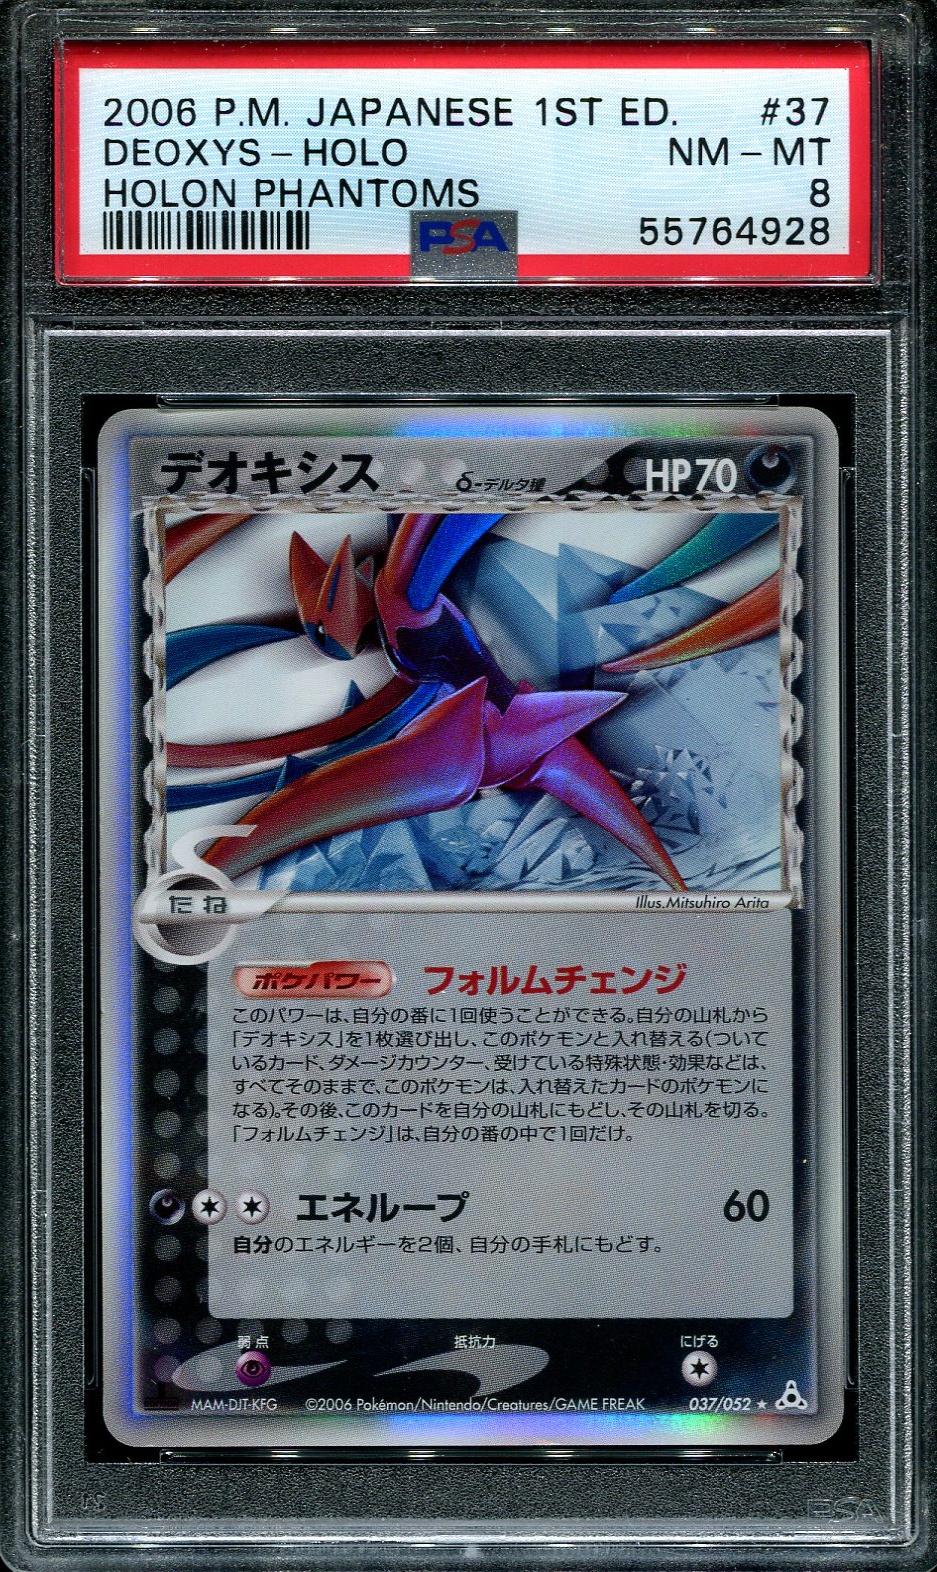 2006 P.M. JAPANESE 1ST ED. #37
DEOXYS - HOLO NM - MT
HOLON PHANTOMS 8
PSA 55764928
デオキシス δ-デルタ種 HP70
たね Illus.Mitsuhiro Arita
ポケパワー フォルムチェンジ
このパワーは、自分の番に1回使うことができる。自分の山札から
「デオキシス」を1枚選び出し、このポケモンと入れ替える(ついて
いるカード、ダメージカウンター、受けている特殊状態・効果などは、
すべてそのままで、このポケモンは、入れ替えたカードのポケモンに
なる)。その後、このカードを自分の山札にもどし、その山札を切る。
「フォルムチェンジ」は、自分の番の中で1回だけ。
エネループ 60
自分のエネルギーを2個、自分の手札にもどす。
弱点 抵抗力 にげる
MAM-DJT-KFG ©2006 Pokémon/Nintendo/Creatures/GAME FREAK 037/052 ★
PSA